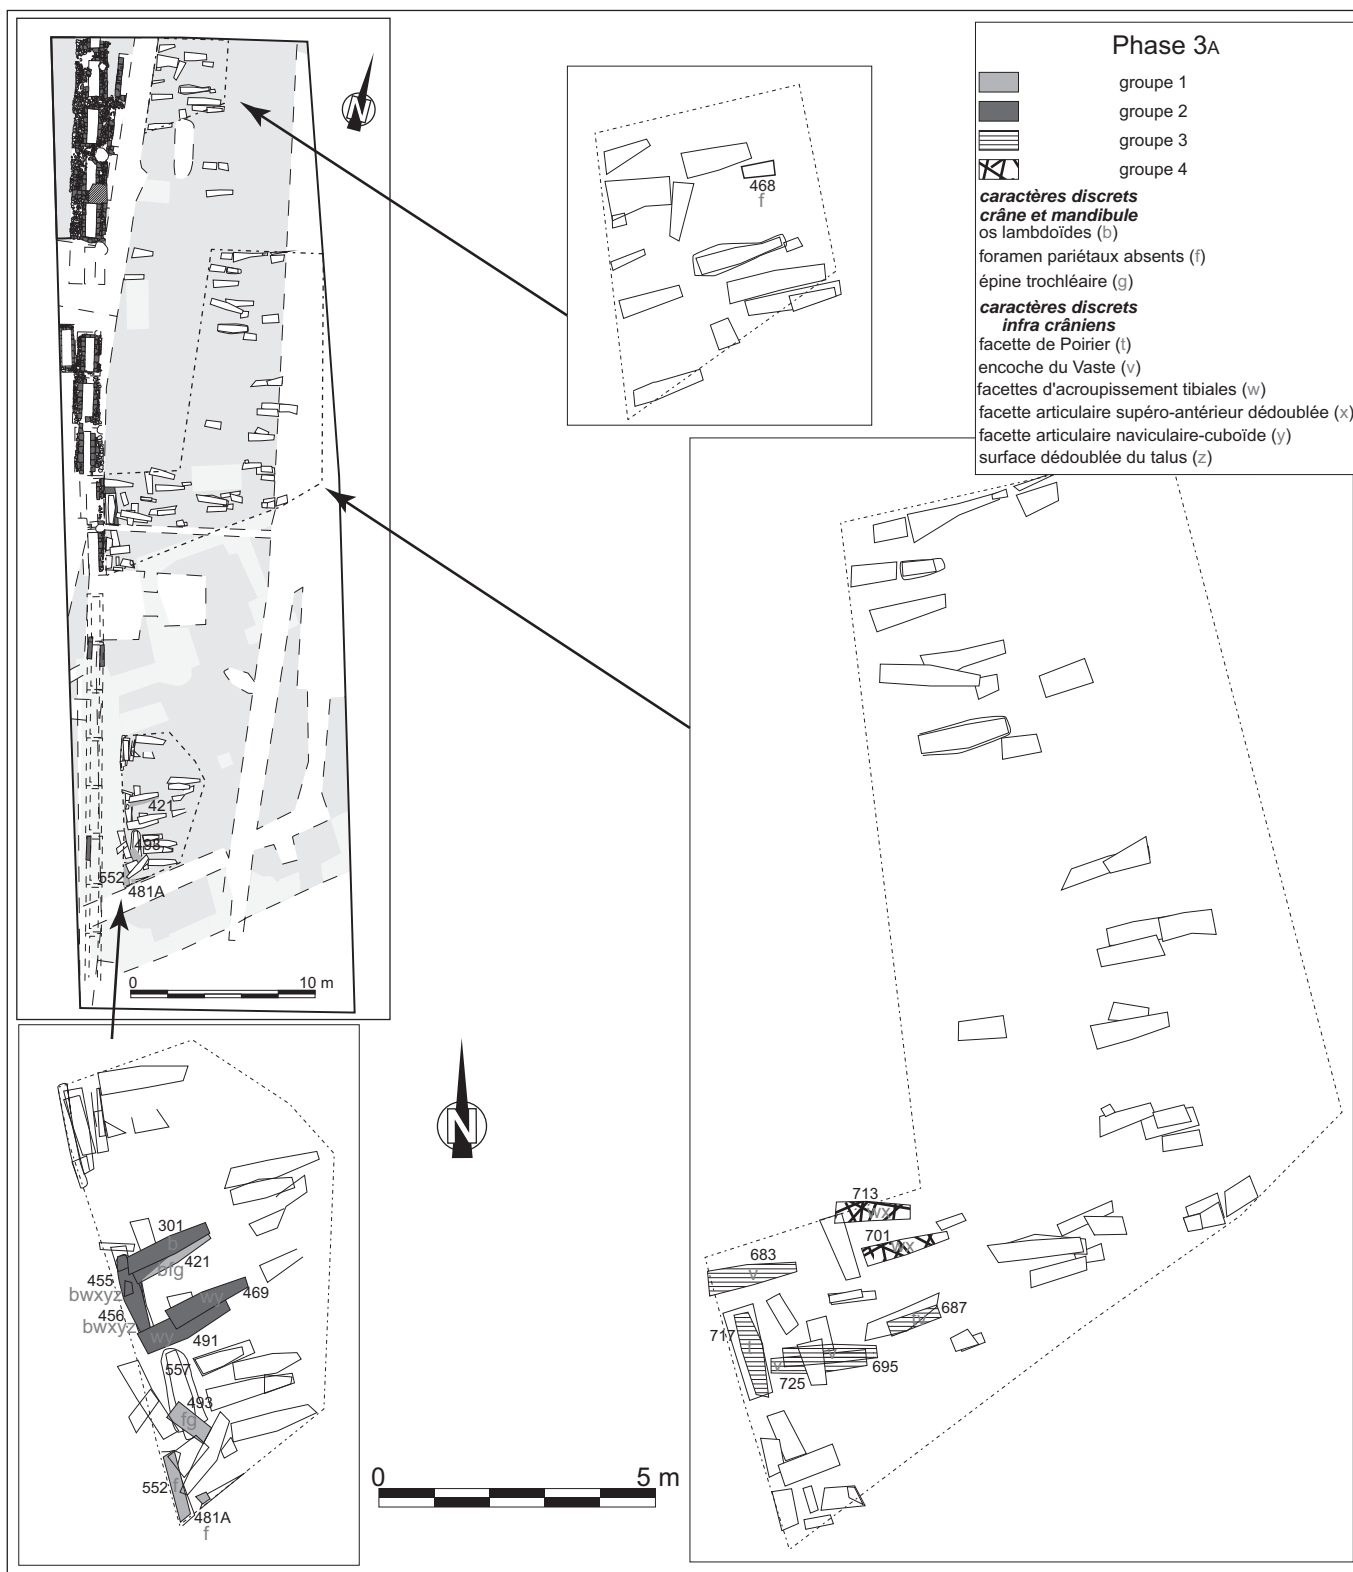 Phase 3A
groupe 1
groupe 2
groupe 3
groupe 4
caractères discrets
crâne et mandibule
os lambdoïdes (b)
foramen pariétaux absents (f)
épine trochléaire (g)
caractères discrets
infra crâniens
facette de Poirier (t)
encoche du Vaste (v)
facettes d'acroupissement tibiales (w)
facette articulaire supéro-antérieur dédoublée (x)
facette articulaire naviculaire-cuboïde (y)
surface dédoublée du talus (z)
N
468
f
421
493
552
481A
0 10 m
N
301
b
421
bfg
455
bwxyz
469
wy
456
bwxyz
wy
491
557
493
fg
552
f
481A
f
0 5 m
713
wx
701
wx
683
v
687
717
t
v
695
v
725